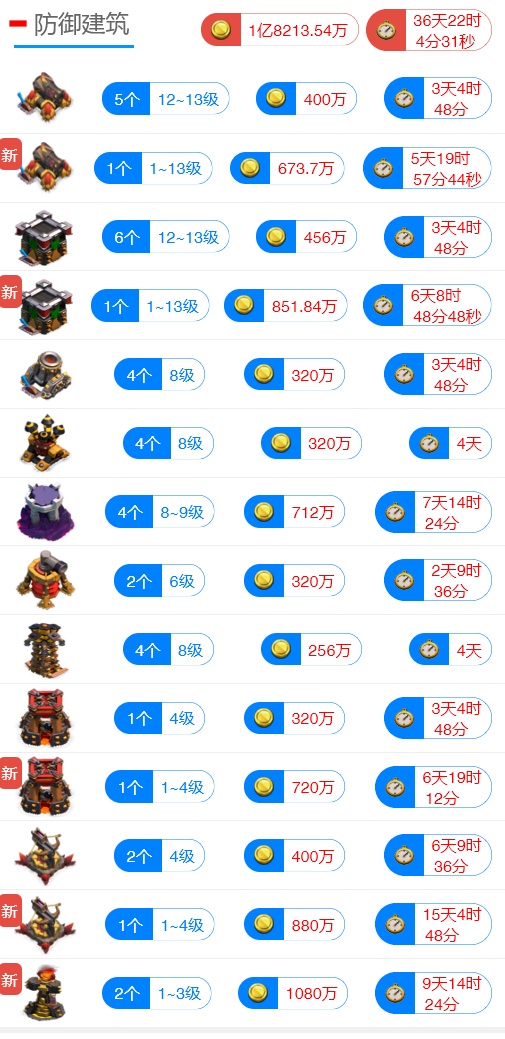 防御建筑
1亿8213.54万
36天22时
4分31秒
5个 12~13级 400万 3天4时
48分
新
1个 1~13级 673.7万 5天19时
57分44秒
6个 12~13级 456万 3天4时
48分
新
1个 1~13级 851.84万 6天8时
48分48秒
4个 8级 320万 3天4时
48分
4个 8级 320万 4天
4个 8~9级 712万 7天14时
24分
2个 6级 320万 2天9时
36分
4个 8级 256万 4天
1个 4级 320万 3天4时
48分
新
1个 1~4级 720万 6天19时
12分
2个 4级 400万 6天9时
36分
新
1个 1~4级 880万 15天4时
48分
新
2个 1~3级 1080万 9天14时
24分